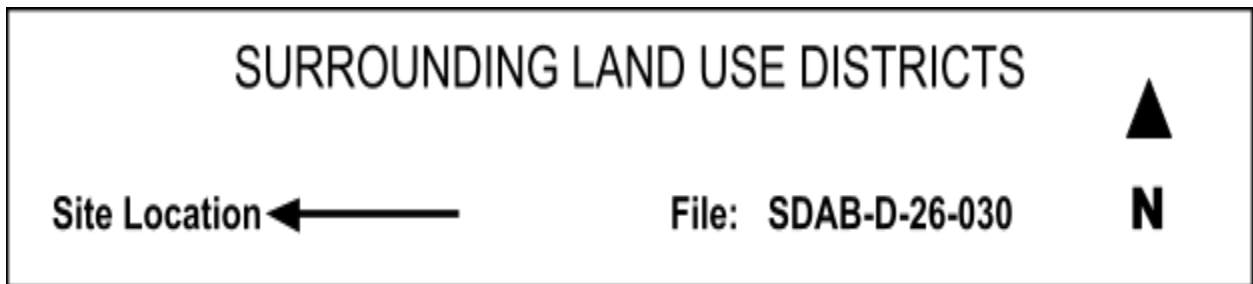 SURROUNDING LAND USE DISTRICTS
Site Location File: SDAB-D-26-030 N